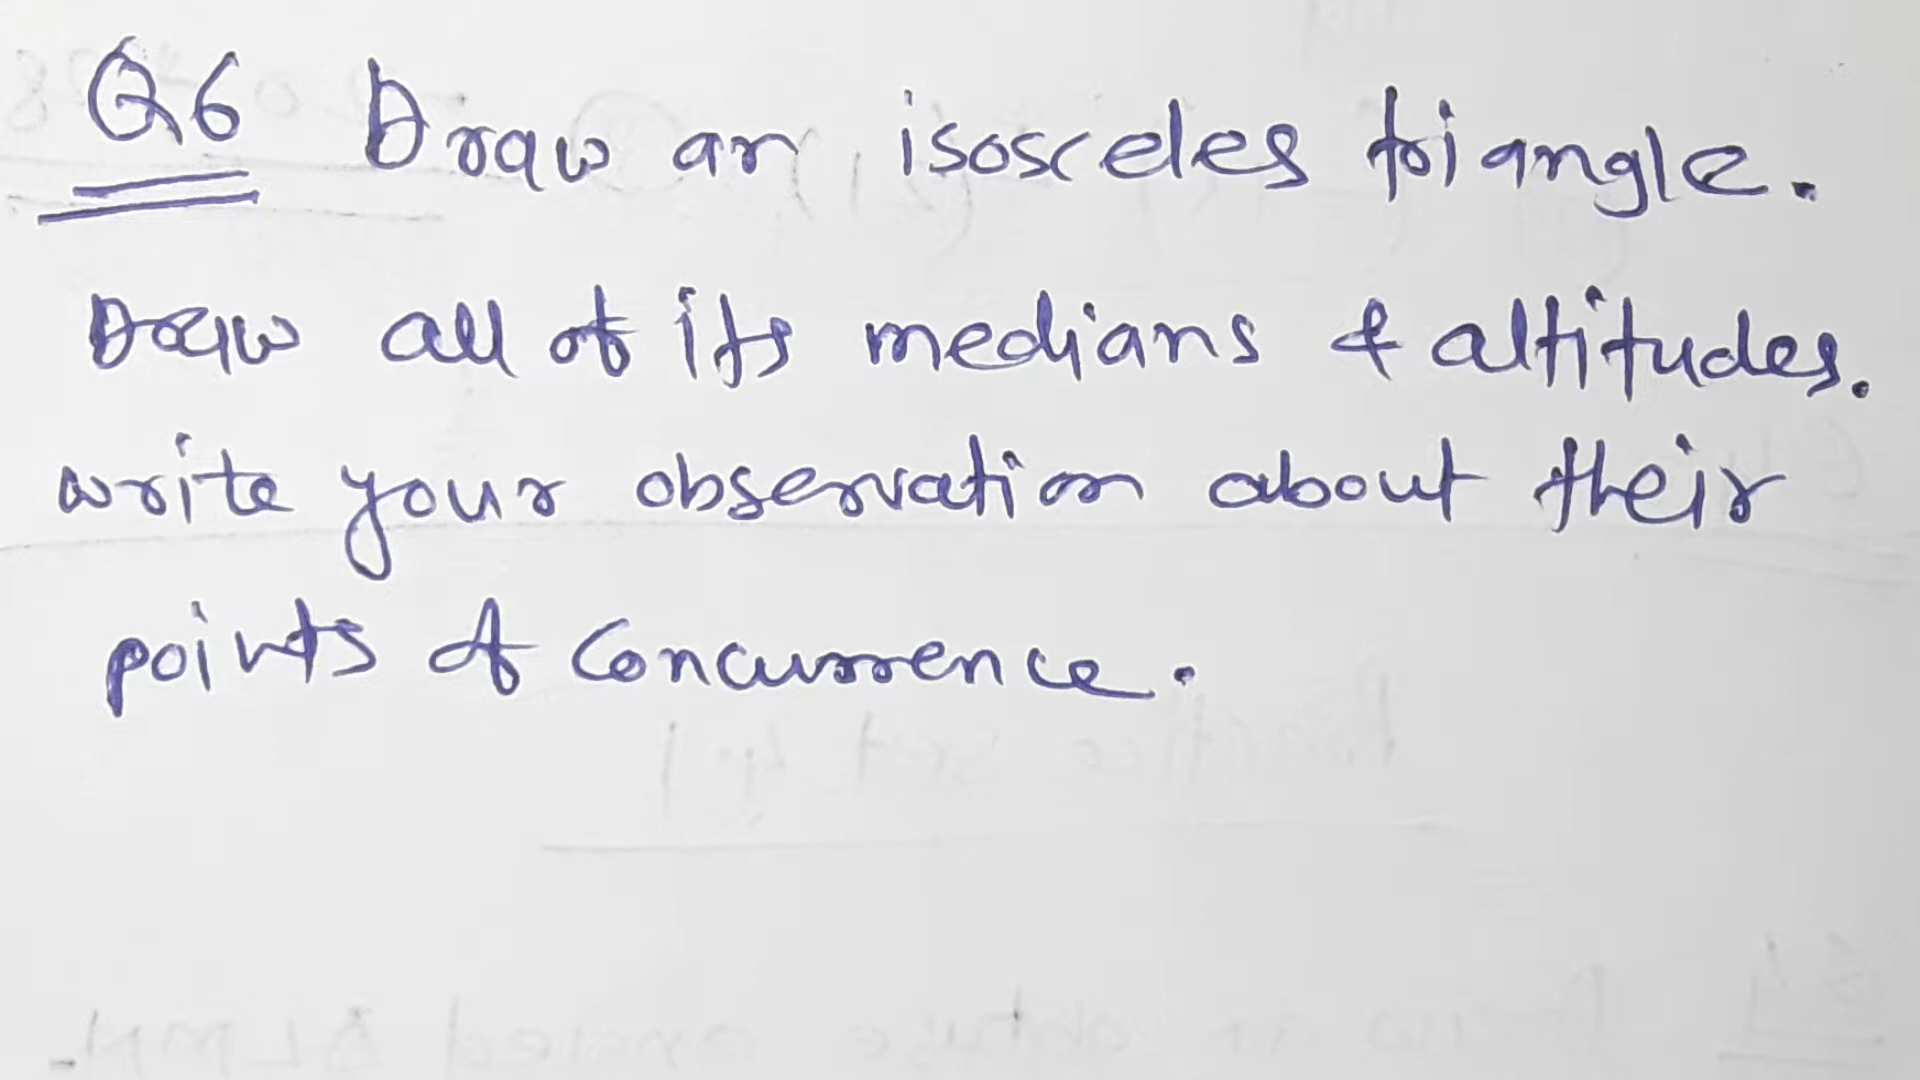 Q6 Draw an isosceles triangle.
Draw all of its medians & altitudes.
write your observation about their
points of concurrence.